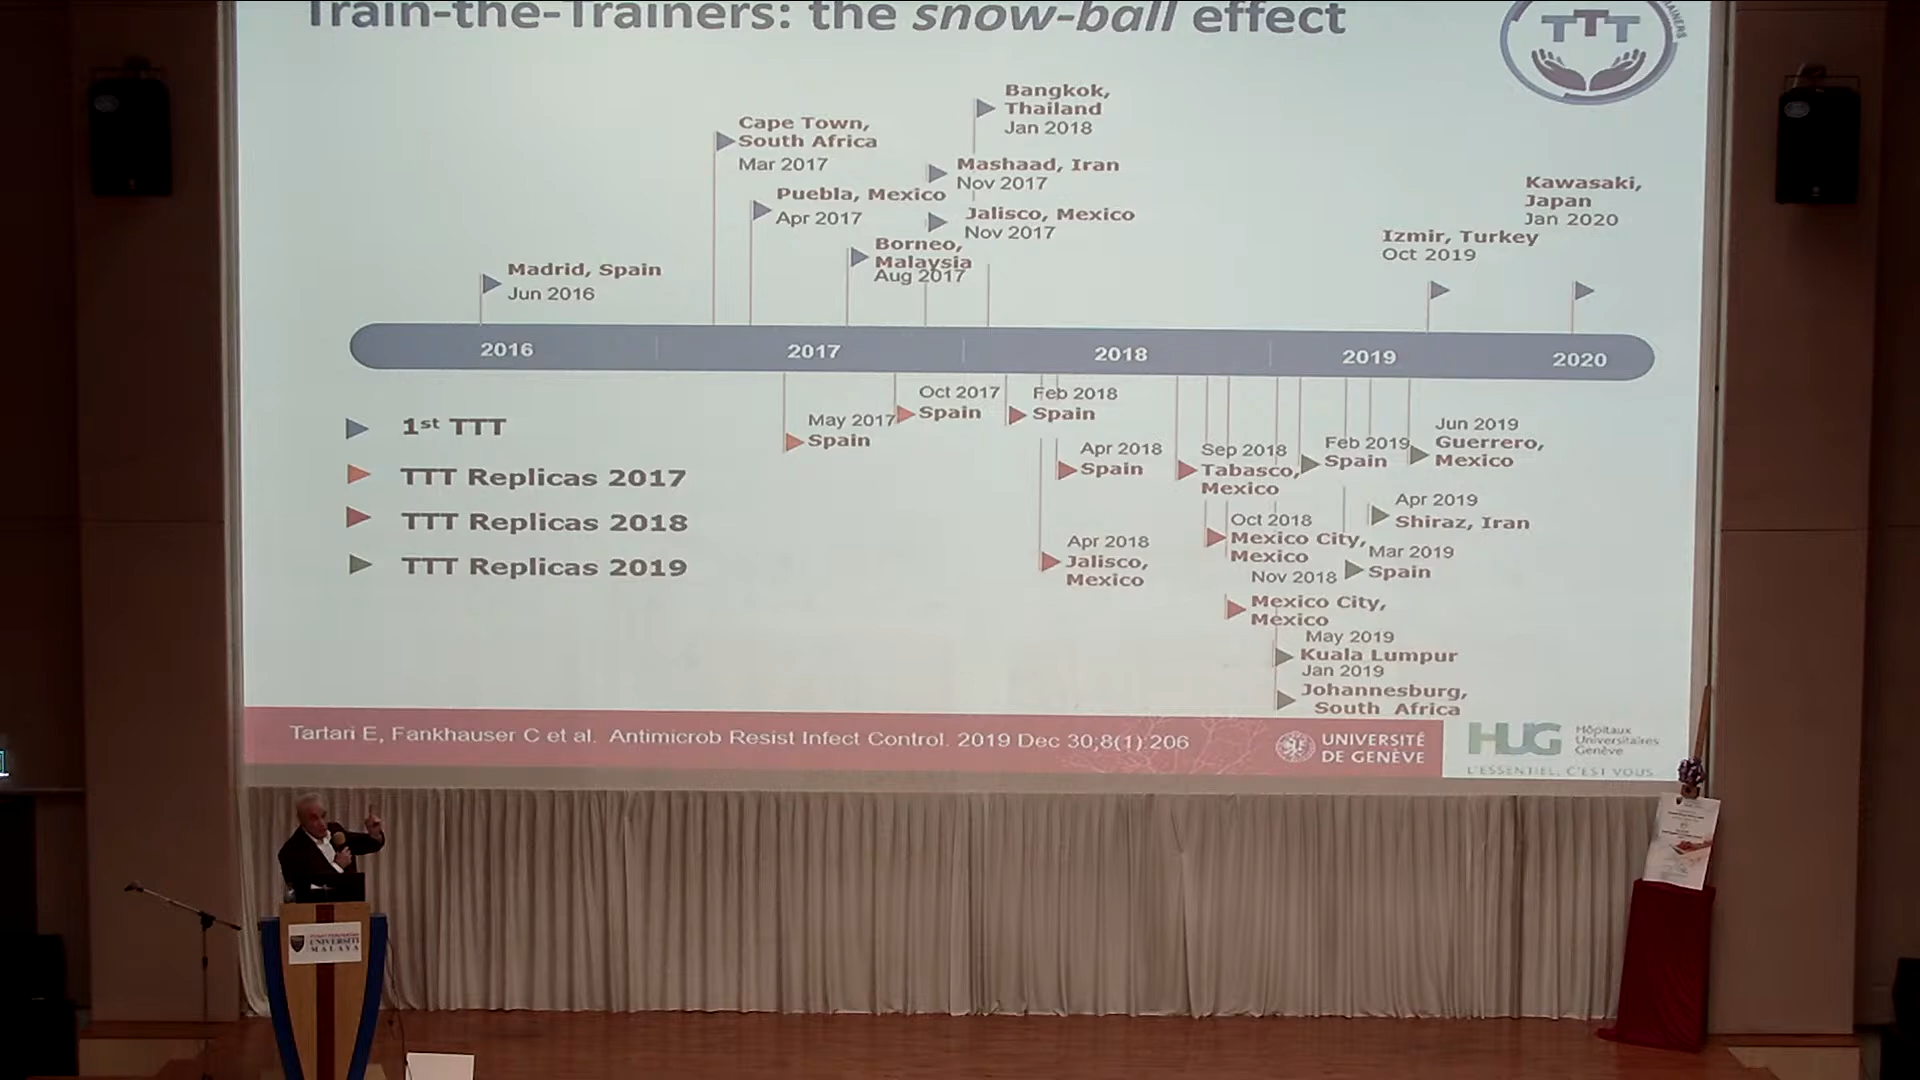 Train-the-Trainers: the snow-ball effect
TTT
Bangkok,
Thailand
Jan 2018
Cape Town,
South Africa
Mar 2017
Mashaad, Iran
Nov 2017
Puebla, Mexico
Apr 2017
Jalisco, Mexico
Nov 2017
Borneo,
Malaysia
Aug 2017
Madrid, Spain
Jun 2016
Kawasaki,
Japan
Jan 2020
Izmir, Turkey
Oct 2019
2016 2017 2018 2019 2020
1st TTT
TTT Replicas 2017
TTT Replicas 2018
TTT Replicas 2019
May 2017
Spain
Oct 2017
Spain
Feb 2018
Spain
Apr 2018
Spain
Apr 2018
Jalisco,
Mexico
Sep 2018
Tabasco,
Mexico
Oct 2018
Mexico City,
Mexico
Nov 2018
Mexico City,
Mexico
Feb 2019
Spain
Jun 2019
Guerrero,
Mexico
Apr 2019
Shiraz, Iran
Mar 2019
Spain
May 2019
Kuala Lumpur
Jan 2019
Johannesburg,
South Africa
Tartari E, Fankhauser C et al. Antimicrob Resist Infect Control. 2019 Dec 30;8(1):206
UNIVERSITÉ
DE GENÈVE
HUG
Hôpitaux
Universitaires
Genève
L'ESSENTIEL, C'EST VOUS
UNIVERSITI
MALAYA